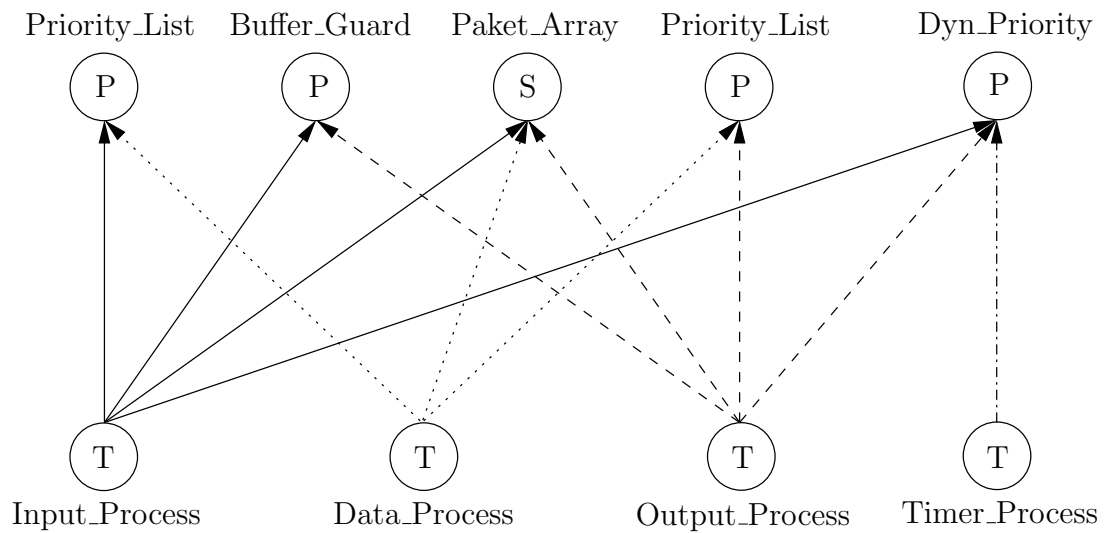 Priority_List Buffer_Guard Paket_Array Priority_List Dyn_Priority
P P S P P
T T T T
Input_Process Data_Process Output_Process Timer_Process